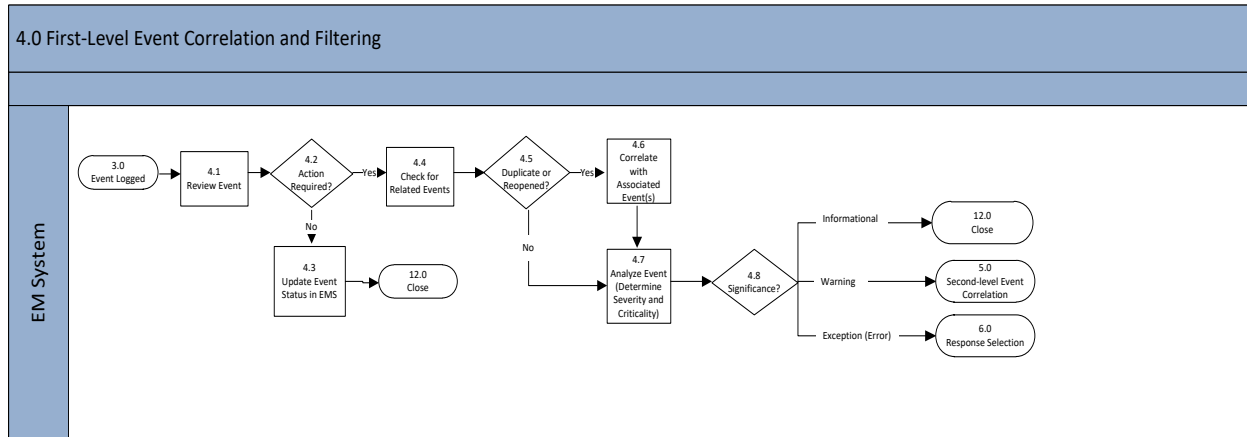 4.0 First-Level Event Correlation and Filtering
EM System
3.0
Event Logged
4.1
Review Event
4.2
Action
Required?
Yes
No
4.3
Update Event
Status in EMS
12.0
Close
4.4
Check for
Related Events
4.5
Duplicate or
Reopened?
Yes
No
4.6
Correlate
with
Associated
Event(s)
4.7
Analyze Event
(Determine
Severity and
Criticality)
4.8
Significance?
Informational
12.0
Close
Warning
5.0
Second-level Event
Correlation
Exception (Error)
6.0
Response Selection